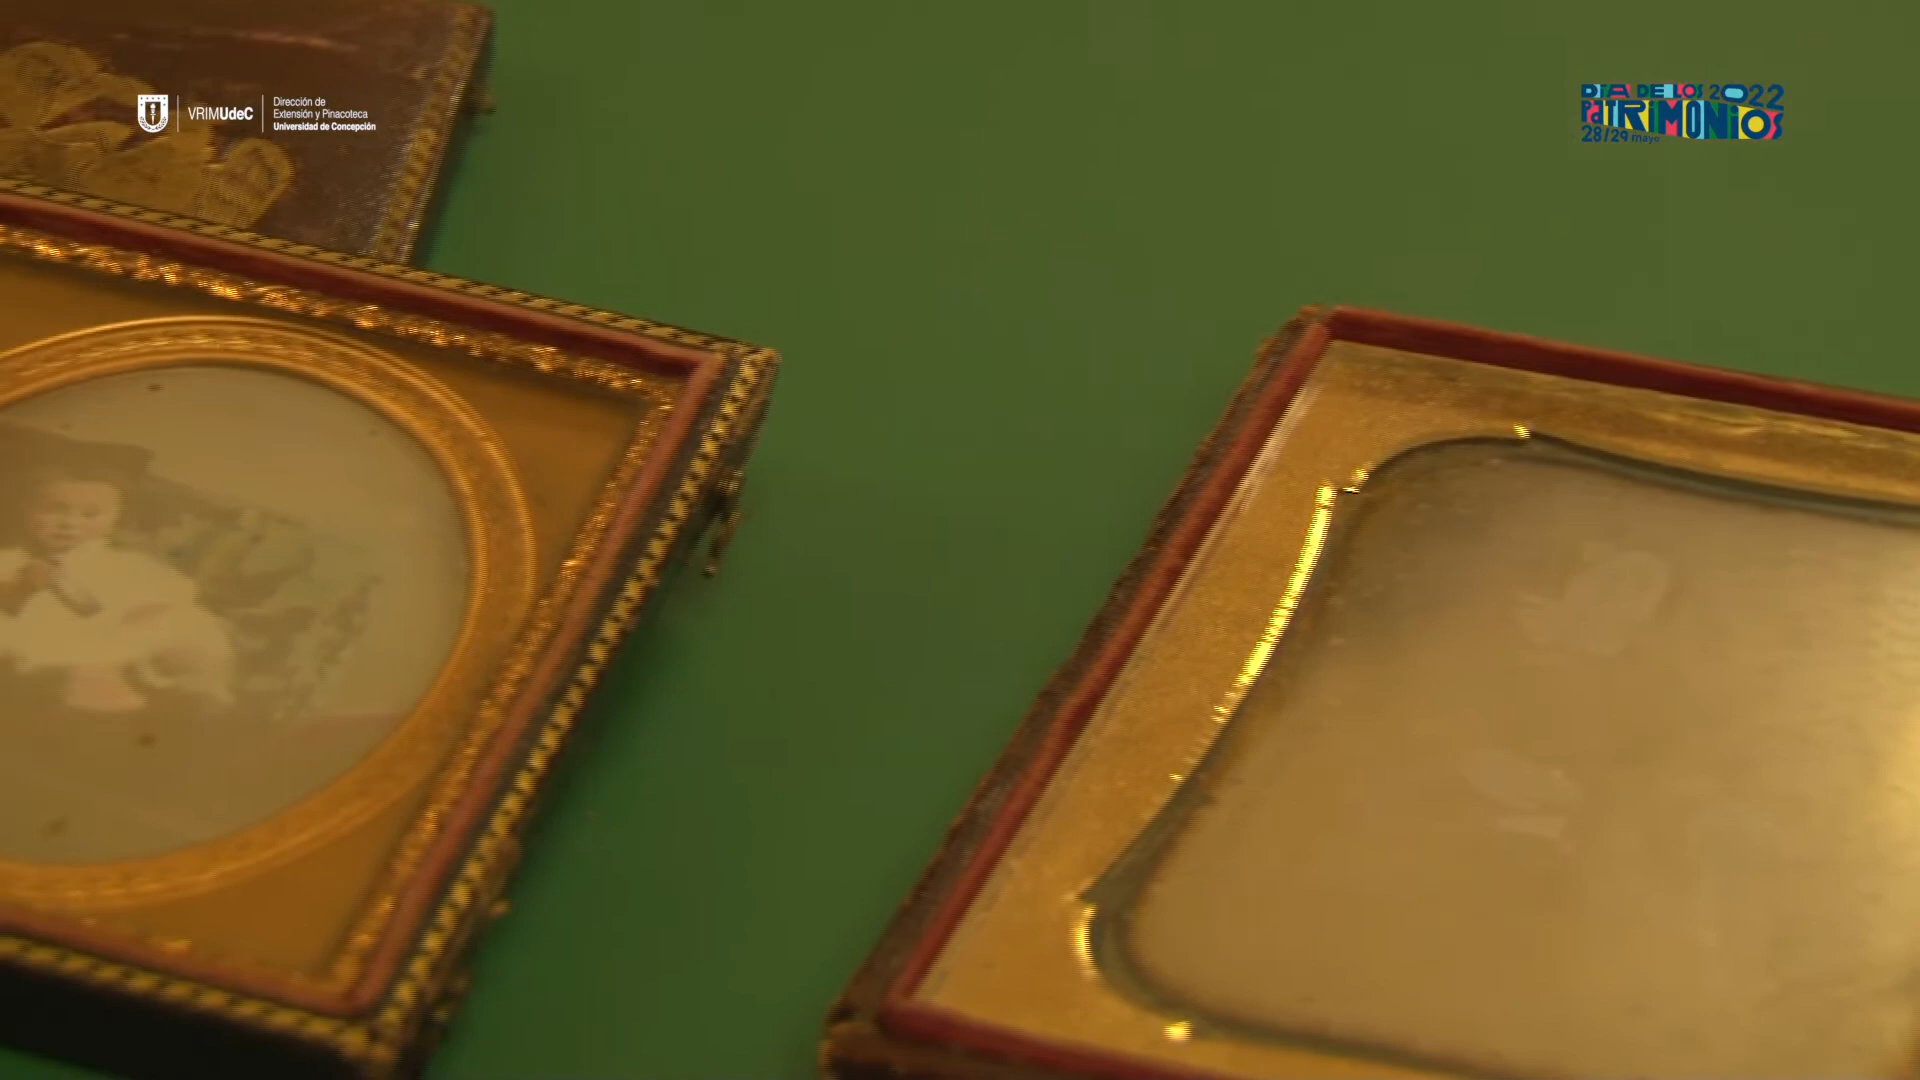 VRIMUdeC
Dirección de
Extensión y Pinacoteca
Universidad de Concepción
DÍA DE LOS 2022
PATRIMONIOS
28/29 mayo